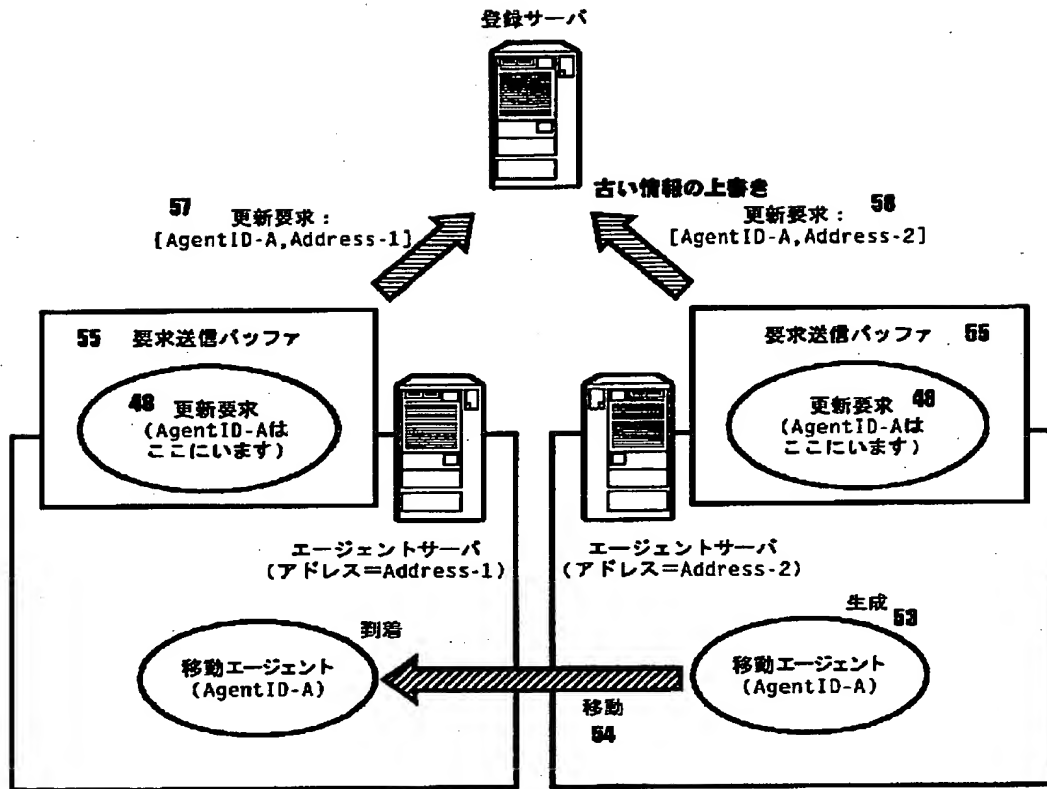 登録サーバ
古い情報の上書き
57
更新要求：
[AgentID-A,Address-1]
58
更新要求：
[AgentID-A,Address-2]
55 要求送信バッファ
48 更新要求
(AgentID-Aは
ここにいます)
要求送信バッファ 55
更新要求 48
(AgentID-Aは
ここにいます)
エージェントサーバ
(アドレス＝Address-1)
エージェントサーバ
(アドレス＝Address-2)
到着
移動エージェント
(AgentID-A)
生成 53
移動エージェント
(AgentID-A)
移動
54